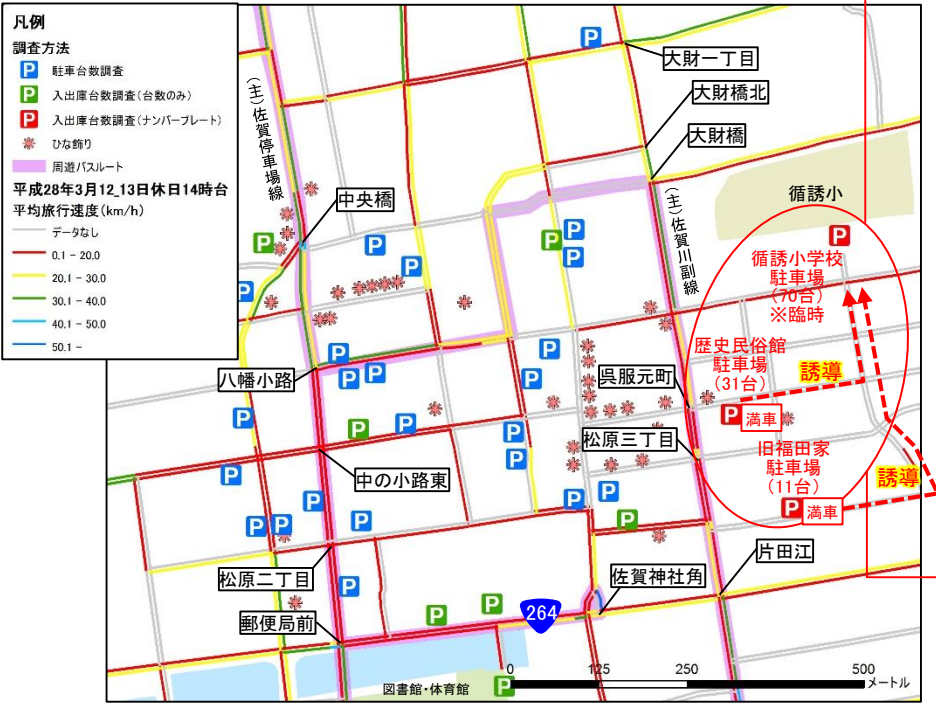 凡例
調査方法
P 駐車台数調査
P 入出庫台数調査(台数のみ)
P 入出庫台数調査(ナンバープレート)
ひな飾り
周遊バスルート
平成28年3月12_13日休日14時台
平均旅行速度(km/h)
データなし
0.1 - 20.0
20.1 - 30.0
30.1 - 40.0
40.1 - 50.0
50.1 -
(主)佐賀停車場線
大財一丁目
大財橋北
大財橋
中央橋
(主)佐賀川副線
循誘小
循誘小学校
駐車場
(70台)
※臨時
歴史民俗館
駐車場
(31台)
誘導
満車
八幡小路
呉服元町
松原三丁目
旧福田家
駐車場
(11台)
誘導
満車
中の小路東
松原二丁目
片田江
佐賀神社角
郵便局前
264
図書館・体育館
0 125 250 500
メートル